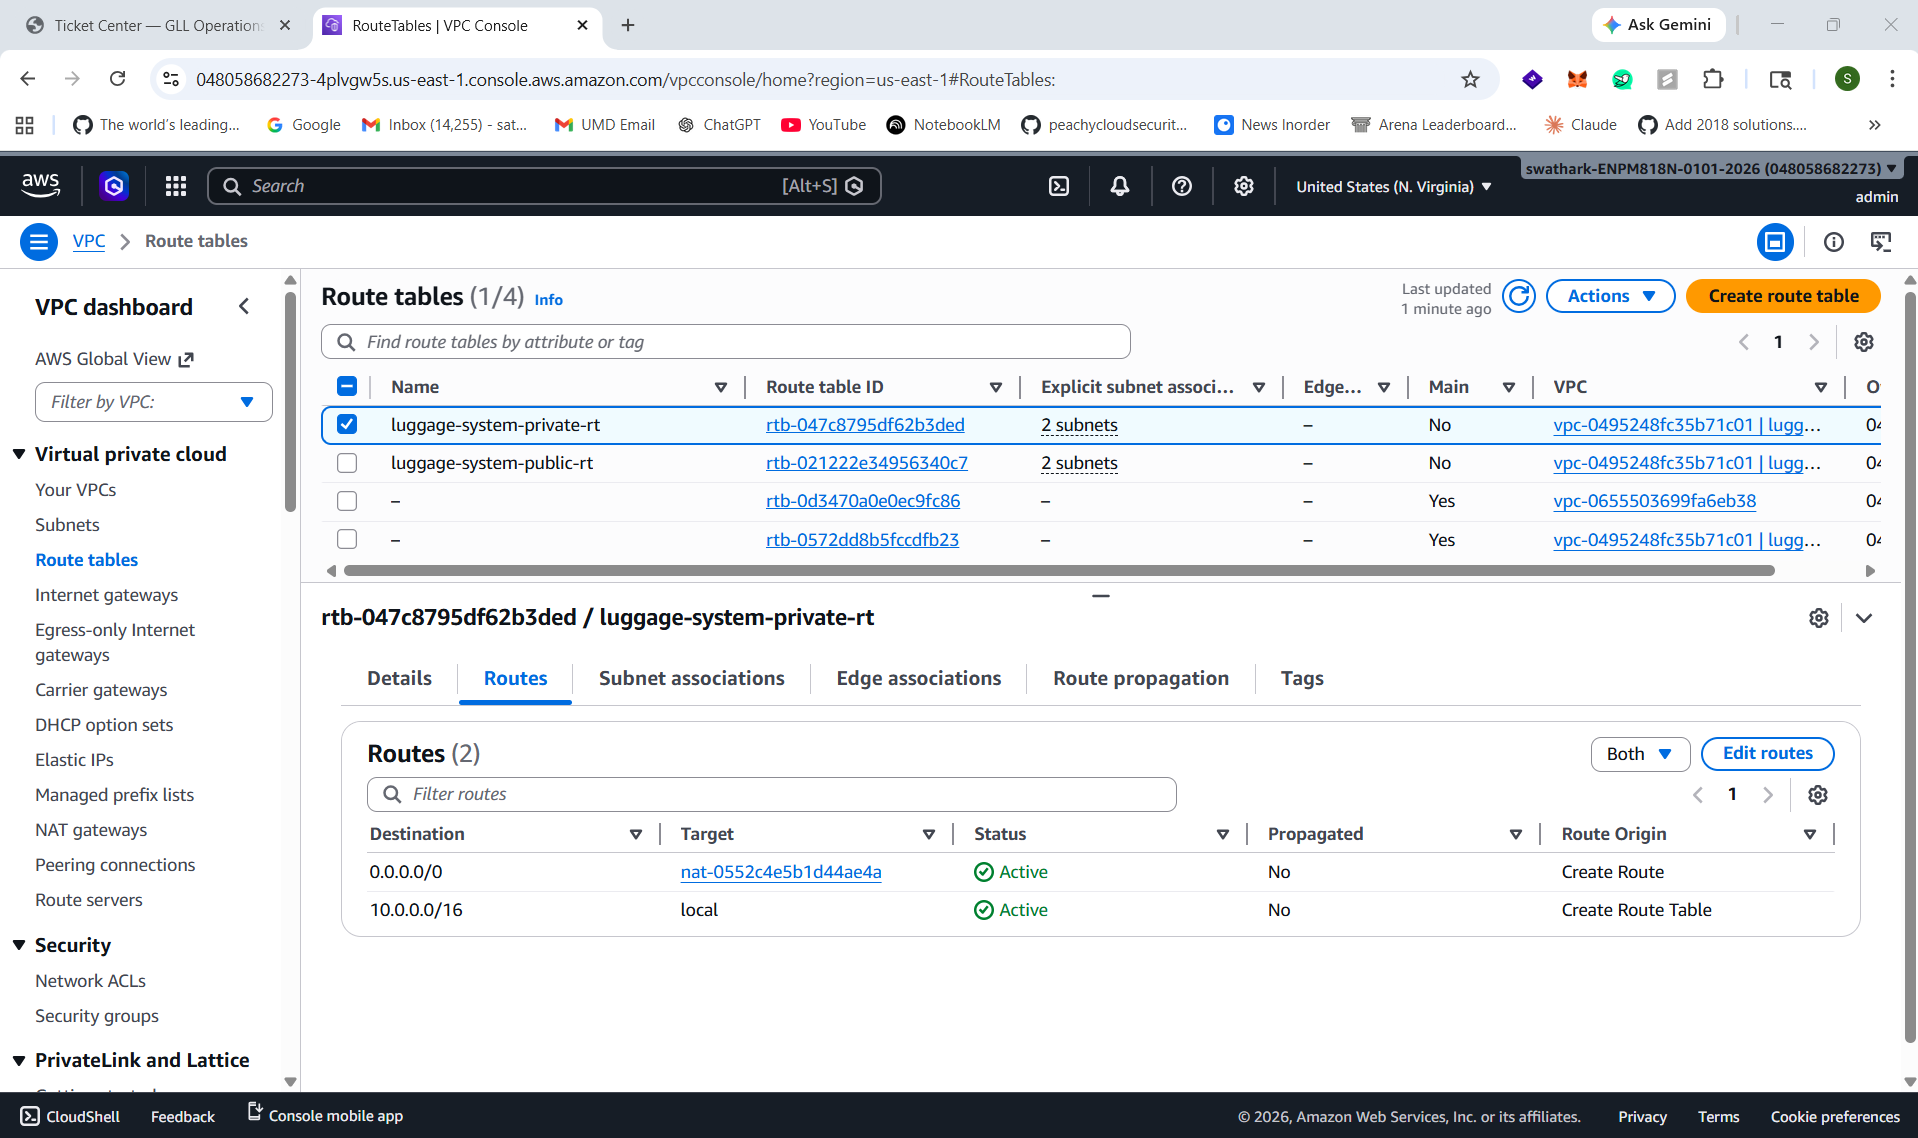 Ticket Center — GLL Operation
RouteTables | VPC Console
Ask Gemini
048058682273-4plvgw5s.us-east-1.console.aws.amazon.com/vpcconsole/home?region=us-east-1#RouteTables:
S
The world's leading...
Google
Inbox (14,255) - sat...
UMD Email
ChatGPT
YouTube
NotebookLM
peachycloudsecurit...
News Inorder
Arena Leaderboard...
Claude
Add 2018 solutions....
aws
Search
[Alt+S]
United States (N. Virginia)
swathark-ENPM818N-0101-2026 (048058682273)
admin
VPC
Route tables
VPC dashboard
AWS Global View
Filter by VPC:
Virtual private cloud
Your VPCs
Subnets
Route tables
Internet gateways
Egress-only Internet
gateways
Carrier gateways
DHCP option sets
Elastic IPs
Managed prefix lists
NAT gateways
Peering connections
Route servers
Security
Network ACLs
Security groups
PrivateLink and Lattice
Route tables (1/4) Info
Last updated
1 minute ago
Actions
Create route table
Find route tables by attribute or tag
1
Name Route table ID Explicit subnet associ... Edge... Main VPC
luggage-system-private-rt rtb-047c8795df62b3ded 2 subnets – No vpc-0495248fc35b71c01 | lugg... 04
luggage-system-public-rt rtb-021222e34956340c7 2 subnets – No vpc-0495248fc35b71c01 | lugg... 04
– rtb-0d3470a0e0ec9fc86 – – Yes vpc-0655503699fa6eb38 04
– rtb-0572dd8b5fccdfb23 – – Yes vpc-0495248fc35b71c01 | lugg... 04
rtb-047c8795df62b3ded / luggage-system-private-rt
Details
Routes
Subnet associations
Edge associations
Route propagation
Tags
Routes (2)
Both
Edit routes
Filter routes
1
Destination Target Status Propagated Route Origin
0.0.0.0/0 nat-0552c4e5b1d44ae4a Active No Create Route
10.0.0.0/16 local Active No Create Route Table
CloudShell
Feedback
Console mobile app
© 2026, Amazon Web Services, Inc. or its affiliates.
Privacy
Terms
Cookie preferences